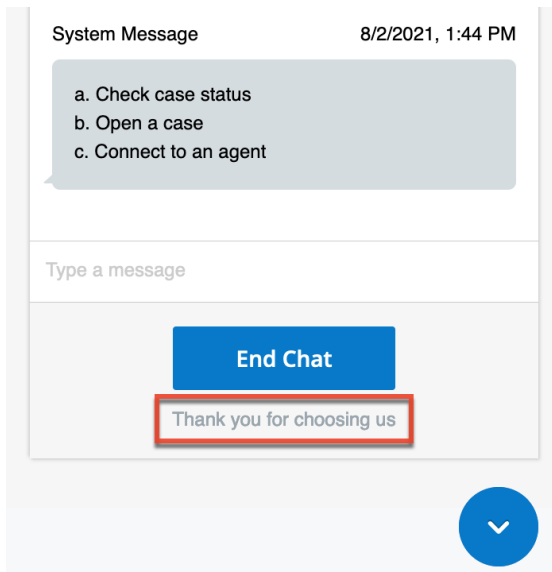 System Message 8/2/2021, 1:44 PM
a. Check case status
b. Open a case
c. Connect to an agent
Type a message
End Chat
Thank you for choosing us